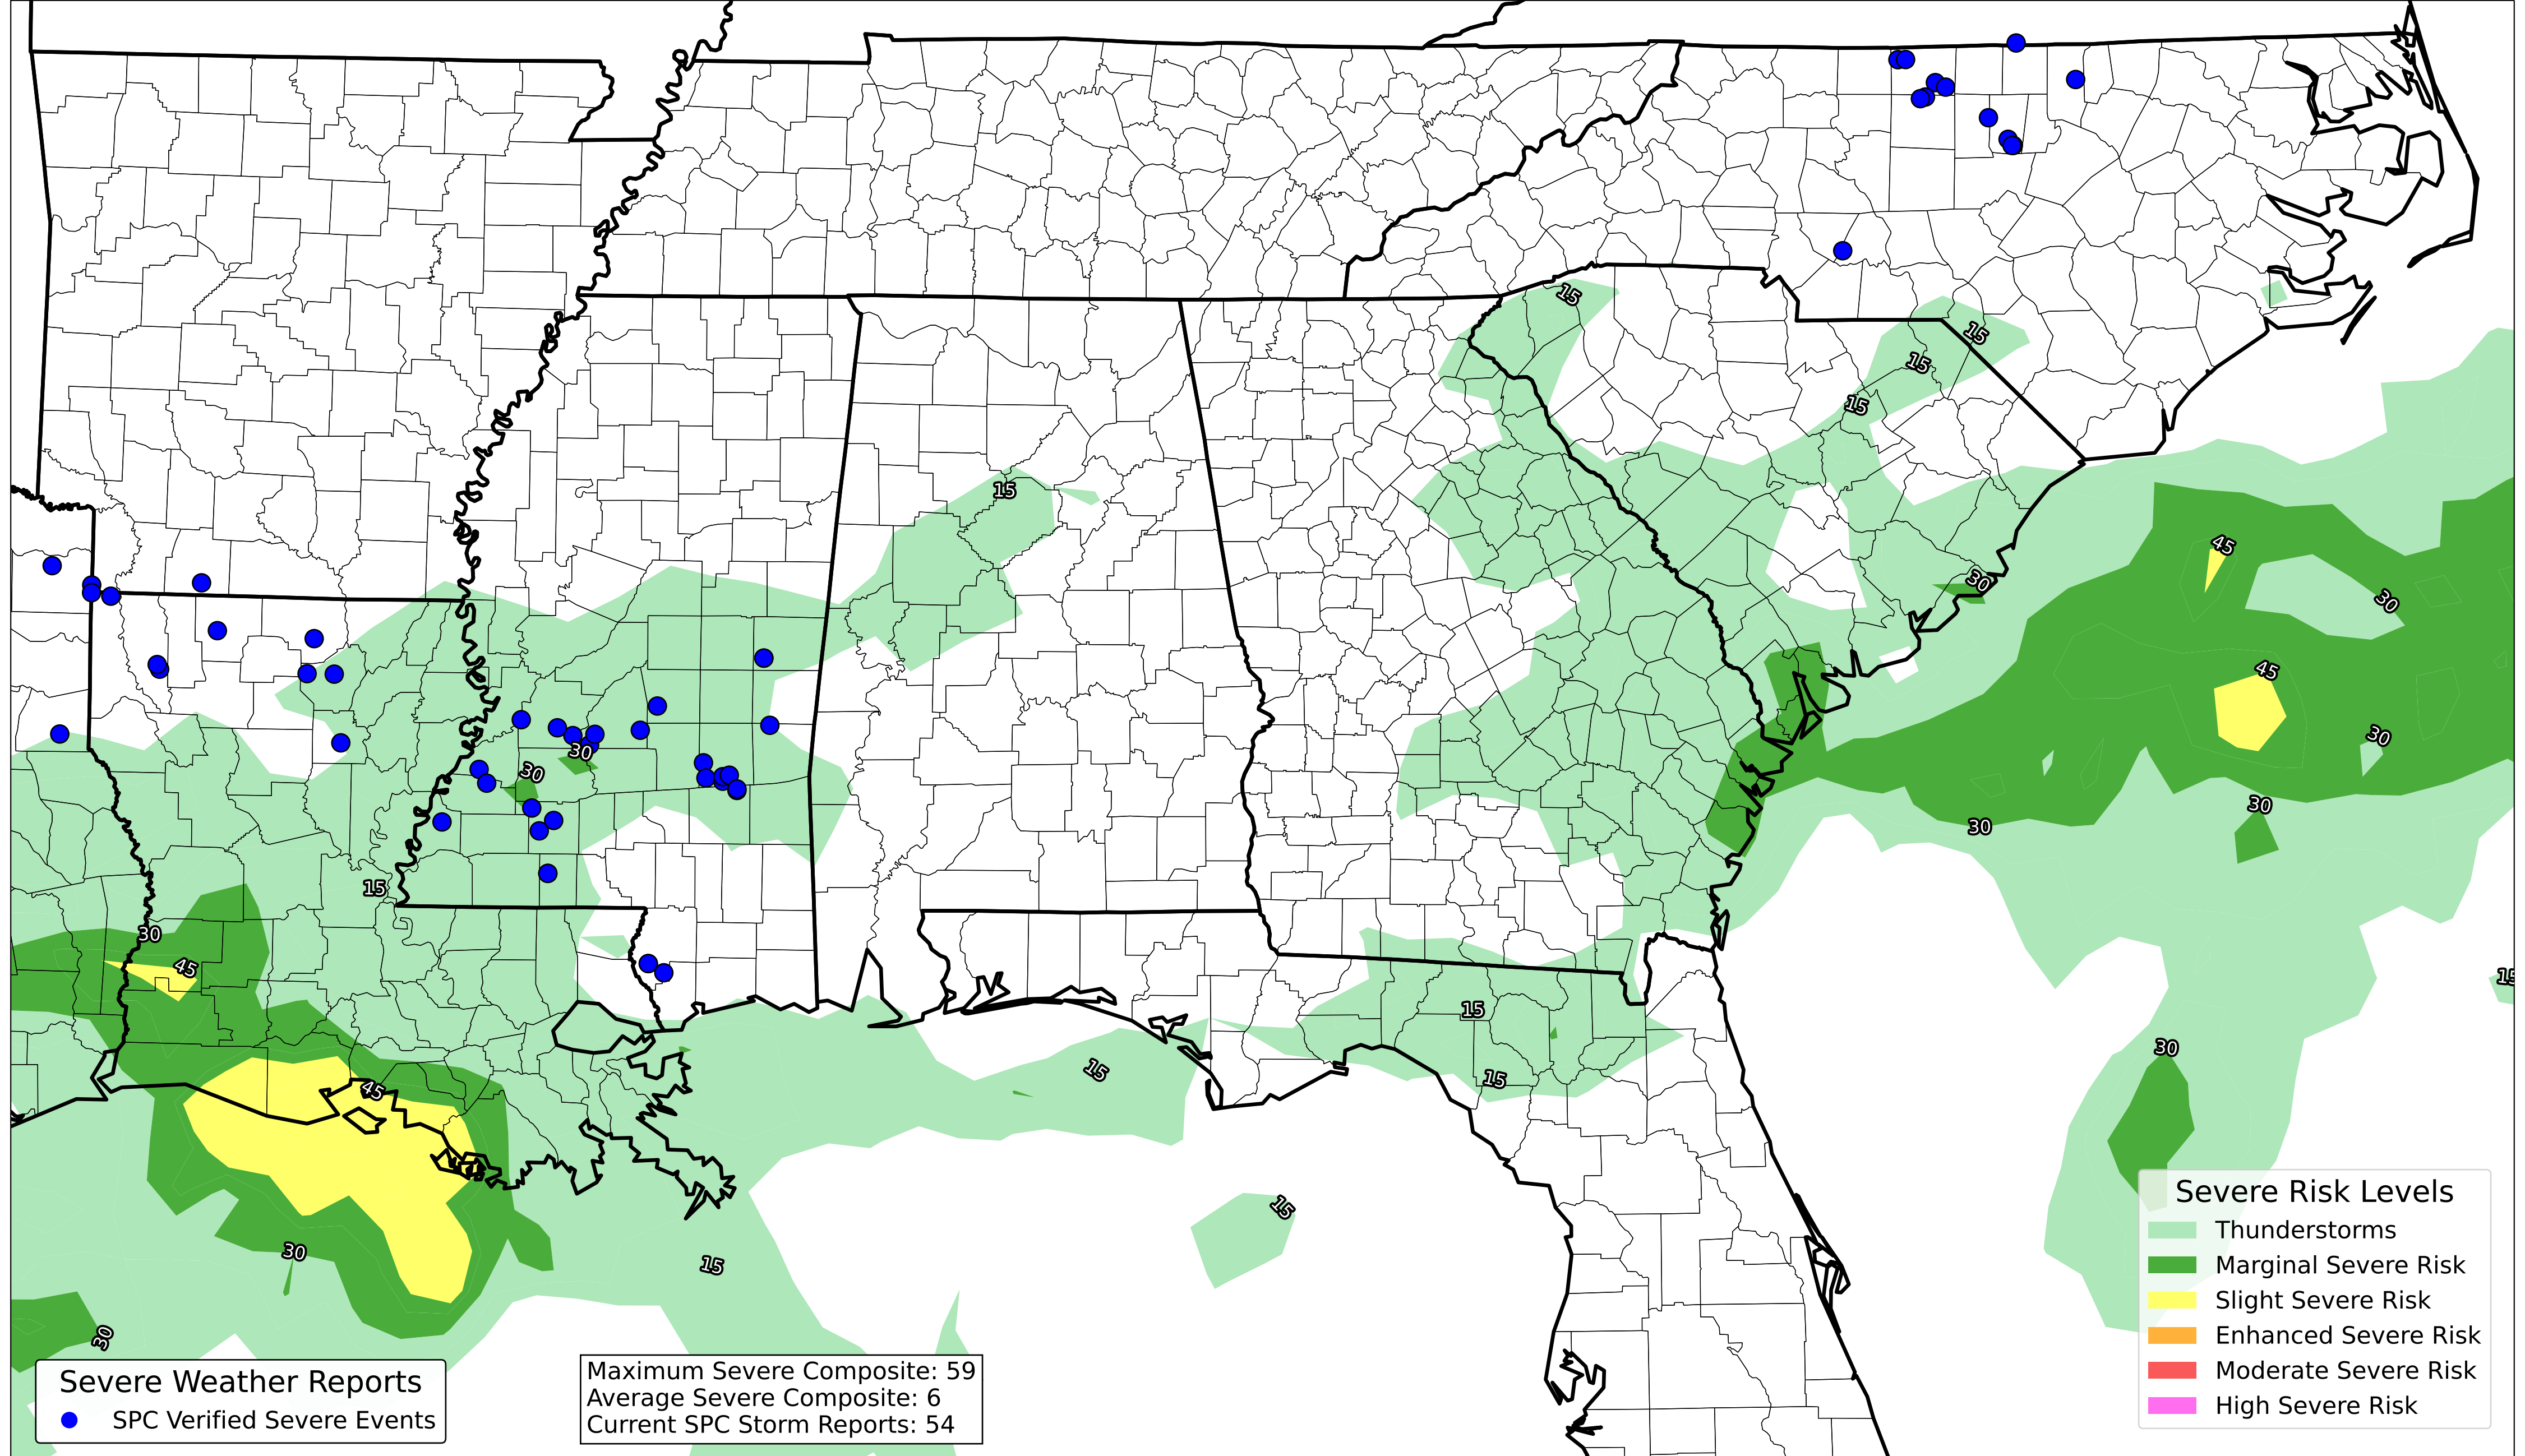 15
15
15
15
15
45
30
30
45
30
30
30
30
30
30
15
30
45
15
15
30
15
45
15
15
30
15
30
Severe Risk Levels
Thunderstorms
Marginal Severe Risk
Slight Severe Risk
Enhanced Severe Risk
Moderate Severe Risk
High Severe Risk
Severe Weather Reports
SPC Verified Severe Events
Maximum Severe Composite: 59
Average Severe Composite: 6
Current SPC Storm Reports: 54